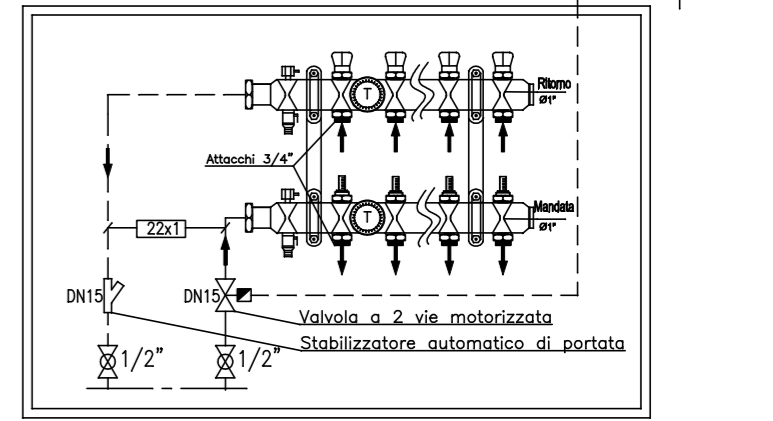 T
Ritorno
Ø1"
Attacchi 3/4"
T
Mandata
Ø1"
22x1
DN15
DN15
Valvola a 2 vie motorizzata
Stabilizzatore automatico di portata
1/2"
1/2"